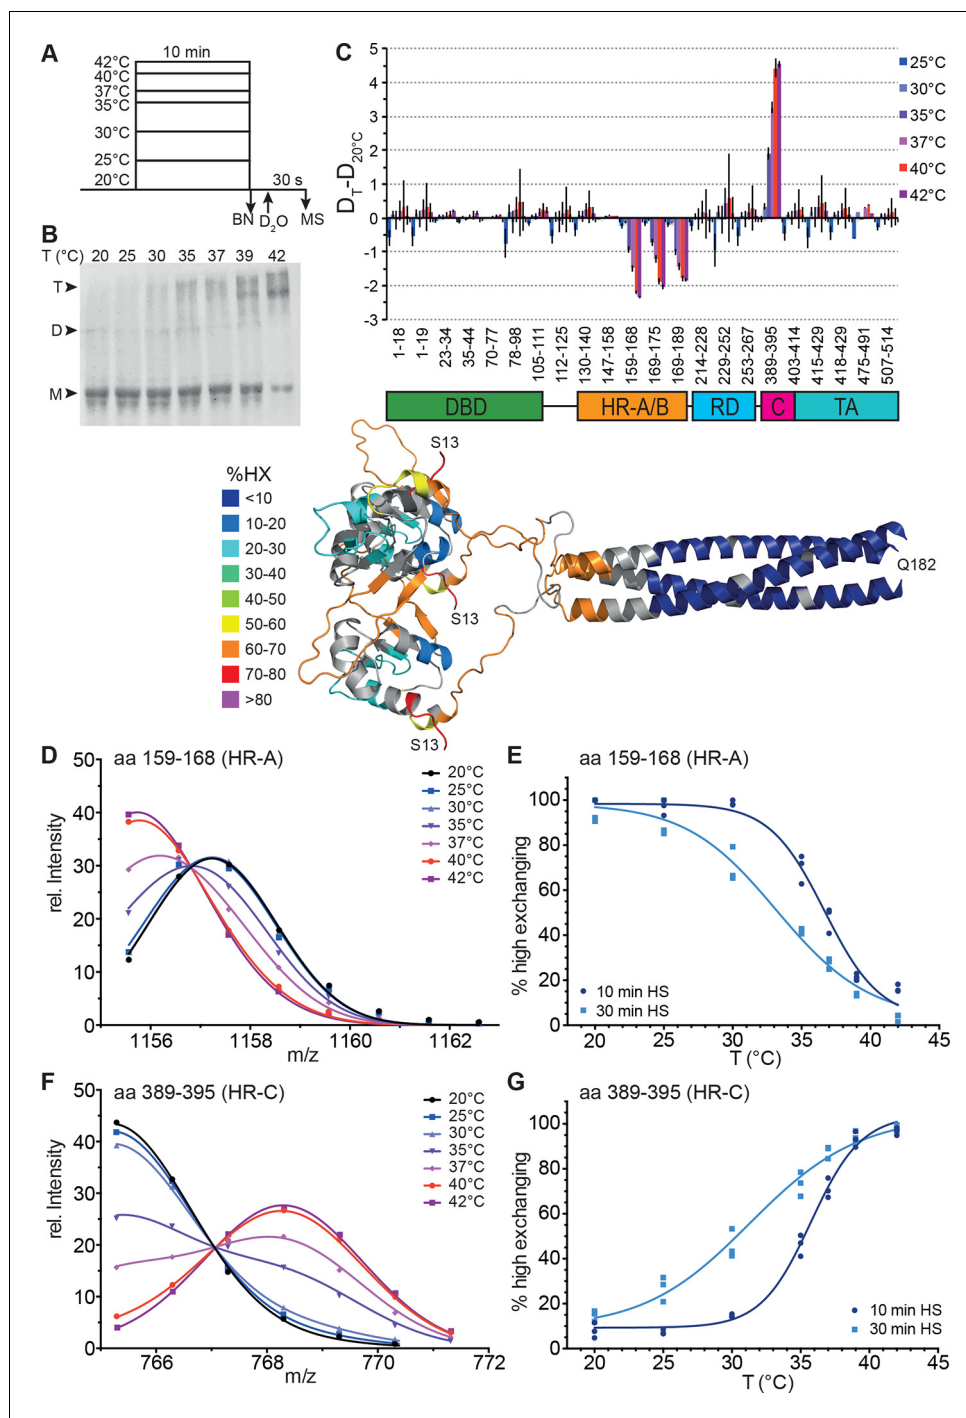 A
10 min
42°C
40°C
37°C
35°C
30°C
25°C
20°C
30 s
BN
D2O
MS
B
T (°C) 20 25 30 35 37 39 42
T
D
M
C
DT-D20°C
5
4
3
2
1
0
-1
-2
-3
25°C
30°C
35°C
37°C
40°C
42°C
1-18
1-19
23-34
35-44
70-77
78-98
105-111
112-125
130-140
147-158
159-168
169-175
169-189
214-228
229-252
253-267
389-395
403-414
415-429
418-429
475-491
507-514
DBD
HR-A/B
RD
C
TA
%HX
<10
10-20
20-30
30-40
40-50
50-60
60-70
70-80
>80
S13
S13
S13
Q182
D
aa 159-168 (HR-A)
rel. Intensity
50
40
30
20
10
0
1156 1158 1160 1162
m/z
20°C
25°C
30°C
35°C
37°C
40°C
42°C
E
aa 159-168 (HR-A)
% high exchanging
100
80
60
40
20
0
20 25 30 35 40 45
T (°C)
10 min HS
30 min HS
F
aa 389-395 (HR-C)
rel. Intensity
50
40
30
20
10
0
766 768 770 772
m/z
20°C
25°C
30°C
35°C
37°C
40°C
42°C
G
aa 389-395 (HR-C)
% high exchanging
100
80
60
40
20
0
20 25 30 35 40 45
T (°C)
10 min HS
30 min HS